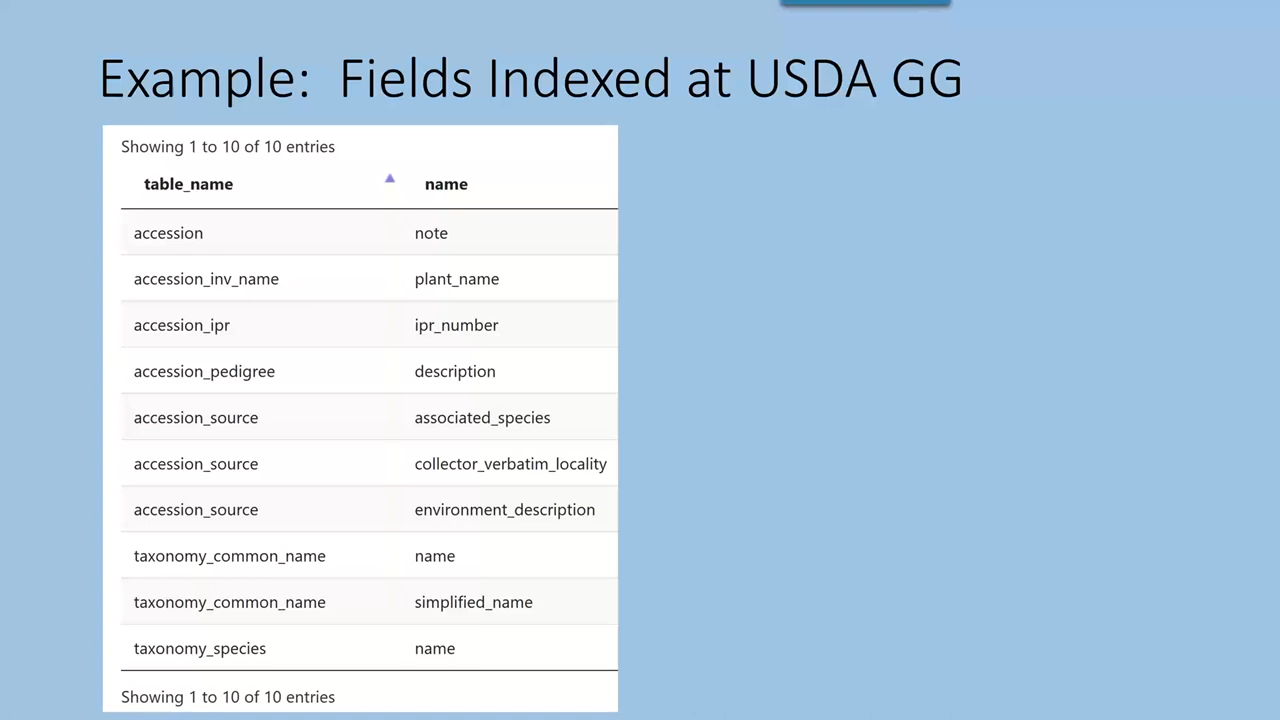 Example:  Fields Indexed at USDA GG
Showing 1 to 10 of 10 entries
table_name name
accession note
accession_inv_name plant_name
accession_ipr ipr_number
accession_pedigree description
accession_source associated_species
accession_source collector_verbatim_locality
accession_source environment_description
taxonomy_common_name name
taxonomy_common_name simplified_name
taxonomy_species name
Showing 1 to 10 of 10 entries